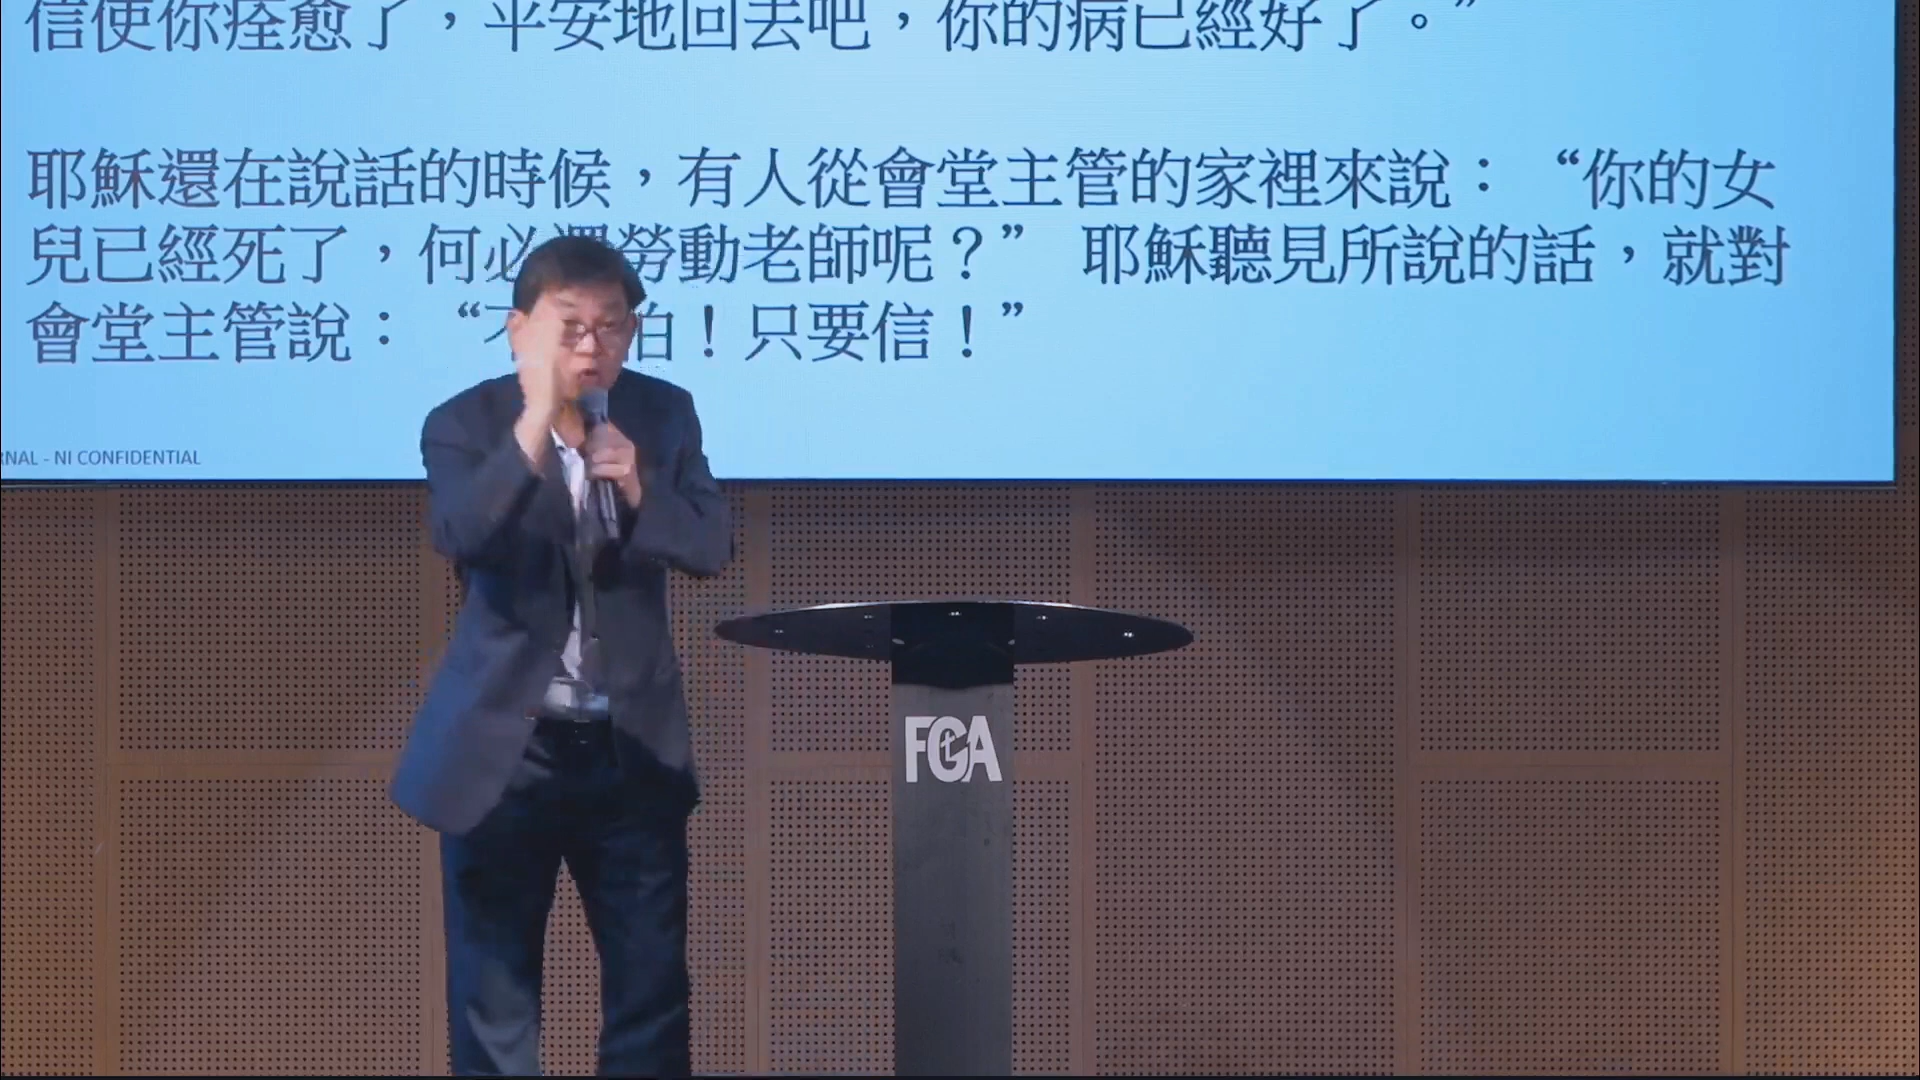 信使你痊愈了，平安地回去吧，你的病已經好了。”
耶穌還在說話的時候，有人從會堂主管的家裡來說：“你的女
兒已經死了，何必還勞動老師呢？” 耶穌聽見所說的話，就對
會堂主管說：“不怕！只要信！”
RNAL - NI CONFIDENTIAL
FGA